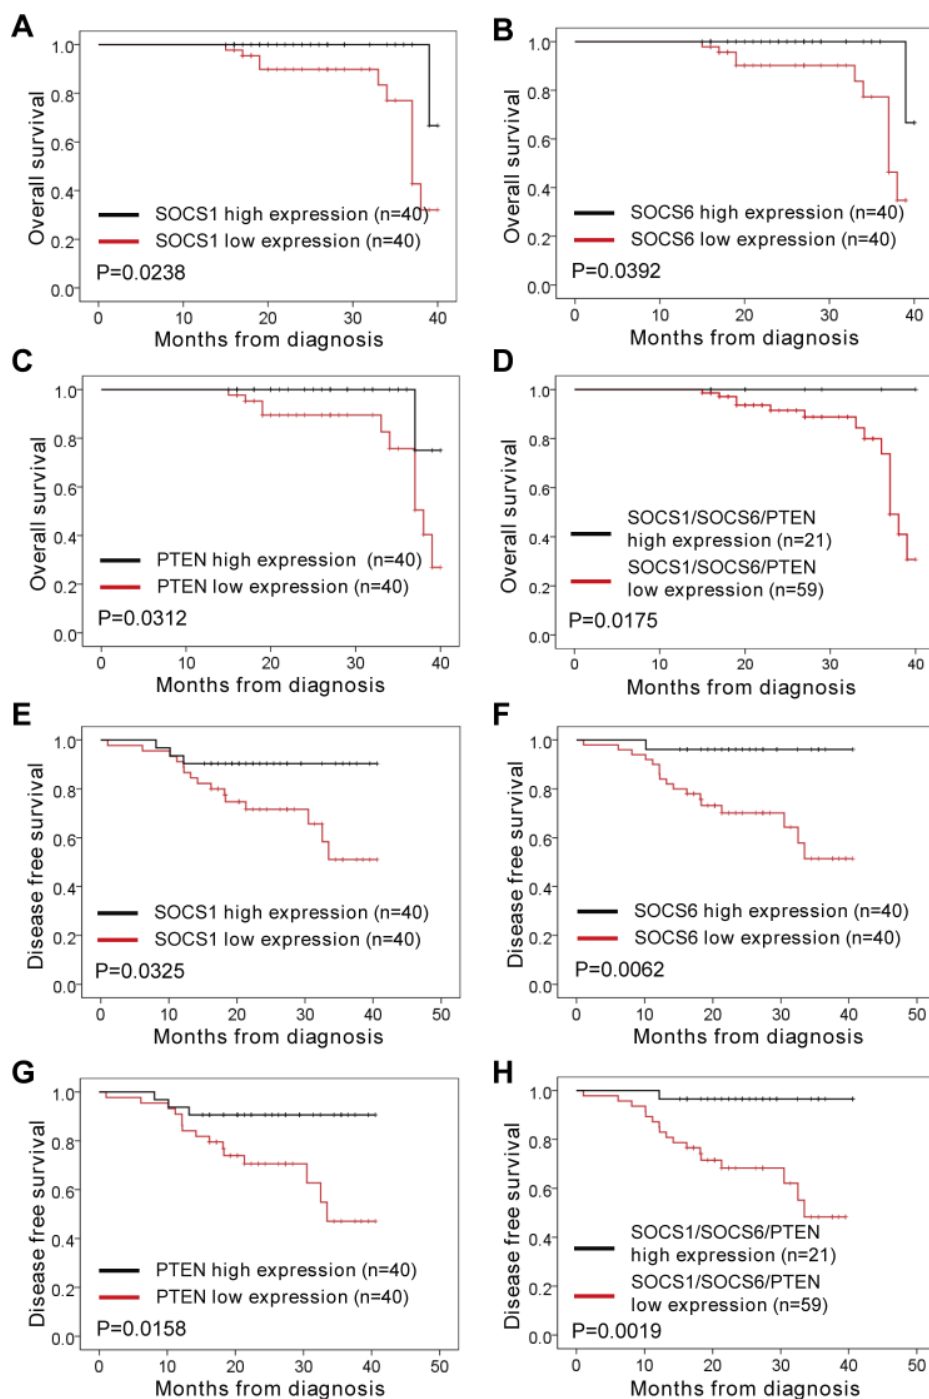 A
Overall survival
1.0
0.8
0.6
0.4
0.2
0.0
SOCS1 high expression (n=40)
SOCS1 low expression (n=40)
P=0.0238
0 10 20 30 40
Months from diagnosis
B
Overall survival
1.0
0.8
0.6
0.4
0.2
0.0
SOCS6 high expression (n=40)
SOCS6 low expression (n=40)
P=0.0392
0 10 20 30 40
Months from diagnosis
C
Overall survival
1.0
0.8
0.6
0.4
0.2
0.0
PTEN high expression (n=40)
PTEN low expression (n=40)
P=0.0312
0 10 20 30 40
Months from diagnosis
D
Overall survival
1.0
0.8
0.6
0.4
0.2
0.0
SOCS1/SOCS6/PTEN
high expression (n=21)
SOCS1/SOCS6/PTEN
low expression (n=59)
P=0.0175
0 10 20 30 40
Months from diagnosis
E
Disease free survival
1.0
0.8
0.6
0.4
0.2
0.0
SOCS1 high expression (n=40)
SOCS1 low expression (n=40)
P=0.0325
0 10 20 30 40 50
Months from diagnosis
F
Disease free survival
1.0
0.8
0.6
0.4
0.2
0.0
SOCS6 high expression (n=40)
SOCS6 low expression (n=40)
P=0.0062
0 10 20 30 40 50
Months from diagnosis
G
Disease free survival
1.0
0.8
0.6
0.4
0.2
0.0
PTEN high expression (n=40)
PTEN low expression (n=40)
P=0.0158
0 10 20 30 40 50
Months from diagnosis
H
Disease free survival
1.0
0.8
0.6
0.4
0.2
0.0
SOCS1/SOCS6/PTEN
high expression (n=21)
SOCS1/SOCS6/PTEN
low expression (n=59)
P=0.0019
0 10 20 30 40 50
Months from diagnosis